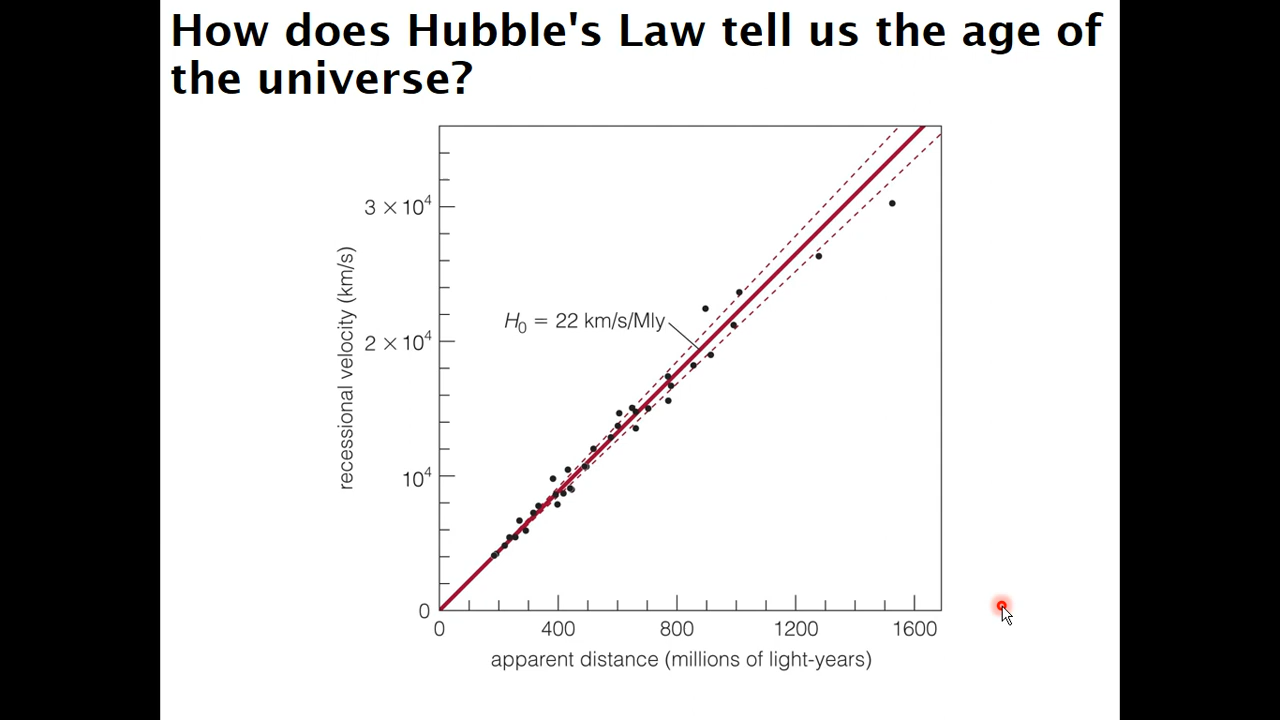 How does Hubble's Law tell us the age of
the universe?
3 × 10⁴
2 × 10⁴
10⁴
0
recessional velocity (km/s)
H₀ = 22 km/s/Mly
0 400 800 1200 1600
apparent distance (millions of light-years)